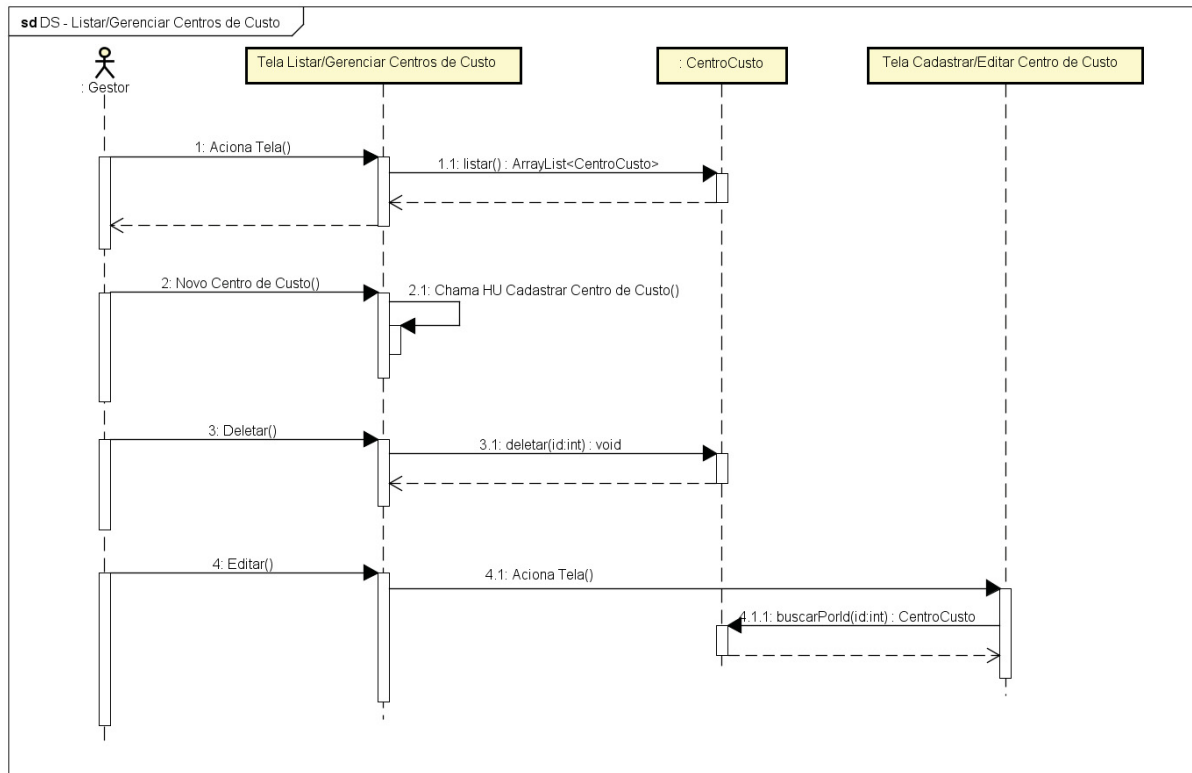 sd DS - Listar/Gerenciar Centros de Custo
: Gestor
Tela Listar/Gerenciar Centros de Custo
: CentroCusto
Tela Cadastrar/Editar Centro de Custo
1: Aciona Tela()
1.1: listar() : ArrayList<CentroCusto>
2: Novo Centro de Custo()
2.1: Chama HU Cadastrar Centro de Custo()
3: Deletar()
3.1: deletar(id:int) : void
4: Editar()
4.1: Aciona Tela()
4.1.1: buscarPorId(id:int) : CentroCusto